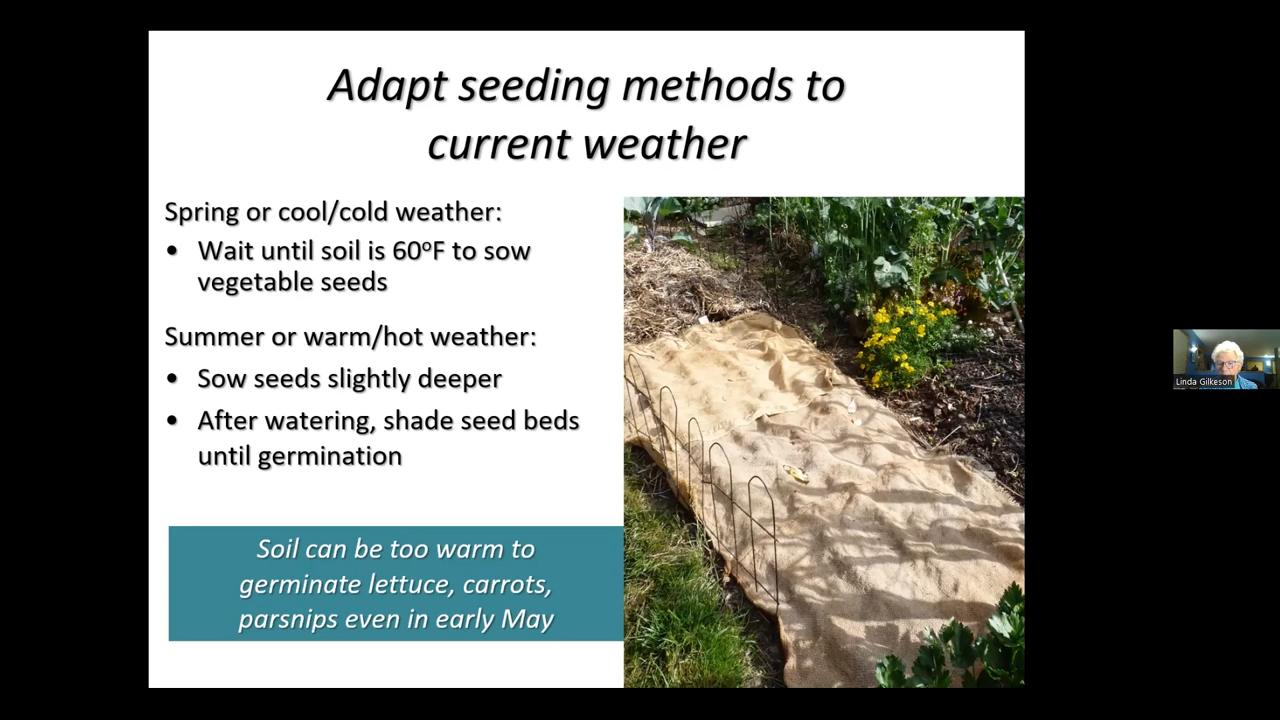 Adapt seeding methods to
current weather
Spring or cool/cold weather:
• Wait until soil is 60ºF to sow
vegetable seeds
Summer or warm/hot weather:
• Sow seeds slightly deeper
• After watering, shade seed beds
until germination
Soil can be too warm to
germinate lettuce, carrots,
parsnips even in early May
Linda Gilkeson